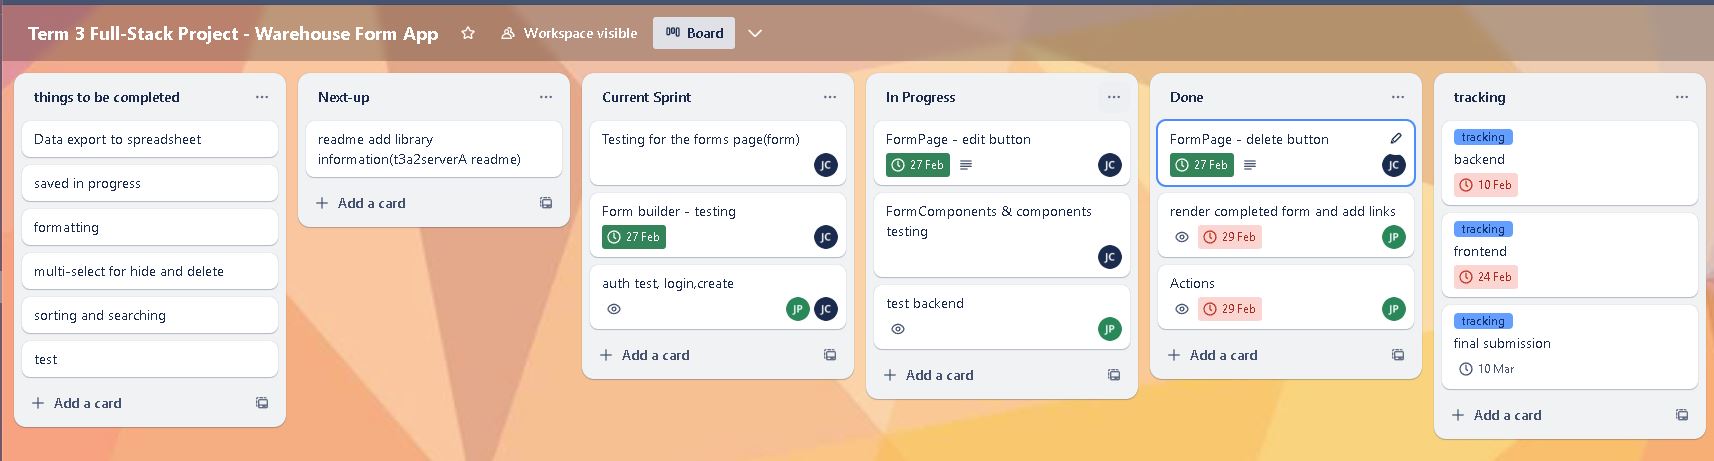 Term 3 Full-Stack Project - Warehouse Form App
Workspace visible
Board
things to be completed
Data export to spreadsheet
saved in progress
formatting
multi-select for hide and delete
sorting and searching
test
+ Add a card
Next-up
readme add library
information(t3a2serverA readme)
+ Add a card
Current Sprint
Testing for the forms page(form)
JC
Form builder - testing
27 Feb
JC
auth test, login,create
JP JC
+ Add a card
In Progress
FormPage - edit button
27 Feb
JC
FormComponents & components
testing
JC
test backend
JP
+ Add a card
Done
FormPage - delete button
27 Feb
JC
render completed form and add links
29 Feb
JP
Actions
29 Feb
JP
+ Add a card
tracking
tracking
backend
10 Feb
tracking
frontend
24 Feb
tracking
final submission
10 Mar
+ Add a card